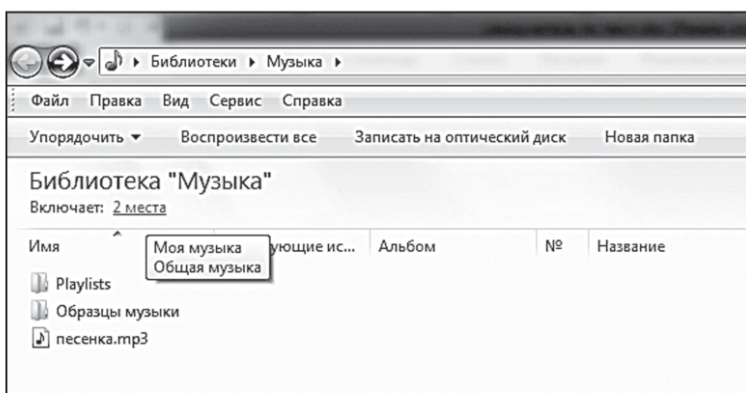 Библиотеки Музыка
Файл Правка Вид Сервис Справка
Упорядочить Воспроизвести все Записать на оптический диск Новая папка
Библиотека "Музыка"
Включает: 2 места
Имя ующие ис... Альбом № Название
Моя музыка
Общая музыка
Playlists
Образцы музыки
песенка.mp3